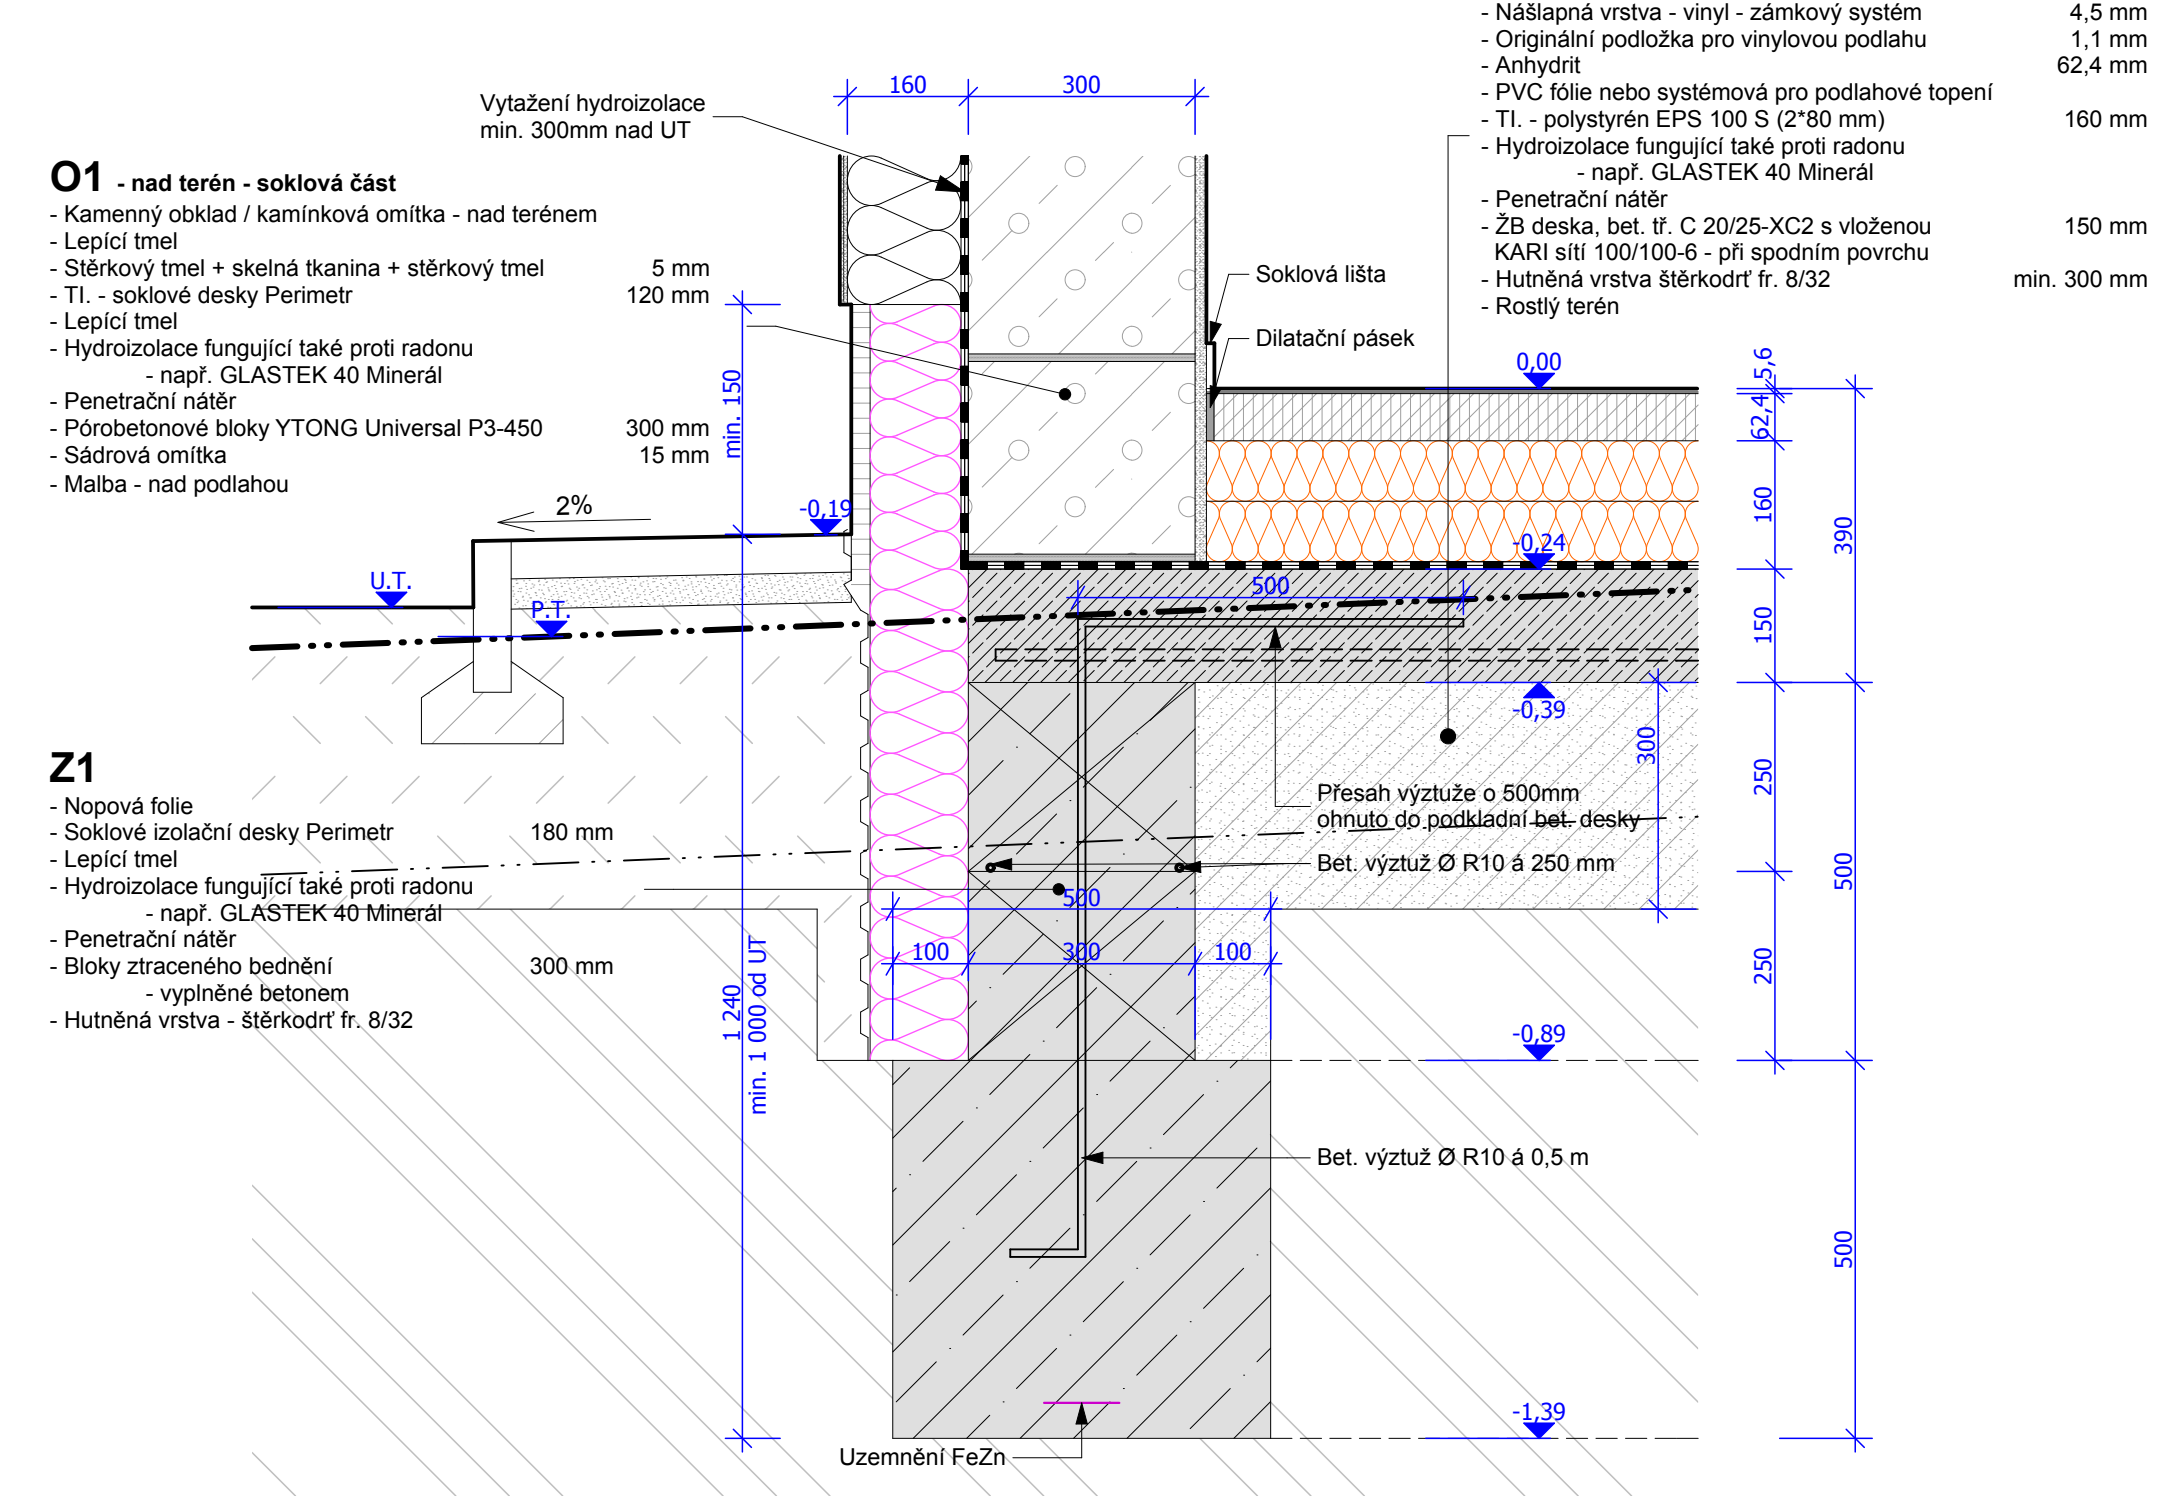 - Nášlapná vrstva - vinyl - zámkový systém 4,5 mm
- Originální podložka pro vinylovou podlahu 1,1 mm
- Anhydrit 62,4 mm
- PVC fólie nebo systémová pro podlahové topení
- TI. - polystyrén EPS 100 S (2*80 mm) 160 mm
- Hydroizolace fungující také proti radonu
- např. GLASTEK 40 Minerál
- Penetrační nátěr
- ŽB deska, bet. tř. C 20/25-XC2 s vloženou 150 mm
KARI sítí 100/100-6 - při spodním povrchu
- Hutněná vrstva štěrkodrť fr. 8/32 min. 300 mm
- Rostlý terén
160
300
Vytažení hydroizolace
min. 300mm nad UT
O1 - nad terén - soklová část
- Kamenný obklad / kamínková omítka - nad terénem
- Lepící tmel
- Stěrkový tmel + skelná tkanina + stěrkový tmel 5 mm
- TI. - soklové desky Perimetr 120 mm
- Lepící tmel
- Hydroizolace fungující také proti radonu
- např. GLASTEK 40 Minerál
- Penetrační nátěr
- Pórobetonové bloky YTONG Universal P3-450 300 mm
- Sádrová omítka 15 mm
- Malba - nad podlahou
Soklová lišta
Dilatační pásek
min. 150
2%
-0,19
U.T.
P.T.
0,00
-0,24
500
-0,39
5,6
62,4
160
390
150
300
250
500
250
500
Z1
- Nopová folie
- Soklové izolační desky Perimetr 180 mm
- Lepící tmel
- Hydroizolace fungující také proti radonu
- např. GLASTEK 40 Minerál
- Penetrační nátěr
- Bloky ztraceného bednění 300 mm
- vyplněné betonem
- Hutněná vrstva - štěrkodrť fr. 8/32
Přesah výztuže o 500mm
ohnuto do podkladní bet. desky
Bet. výztuž Ø R10 á 250 mm
500
100
300
100
1 240
min. 1 000 od UT
-0,89
Bet. výztuž Ø R10 á 0,5 m
-1,39
Uzemnění FeZn